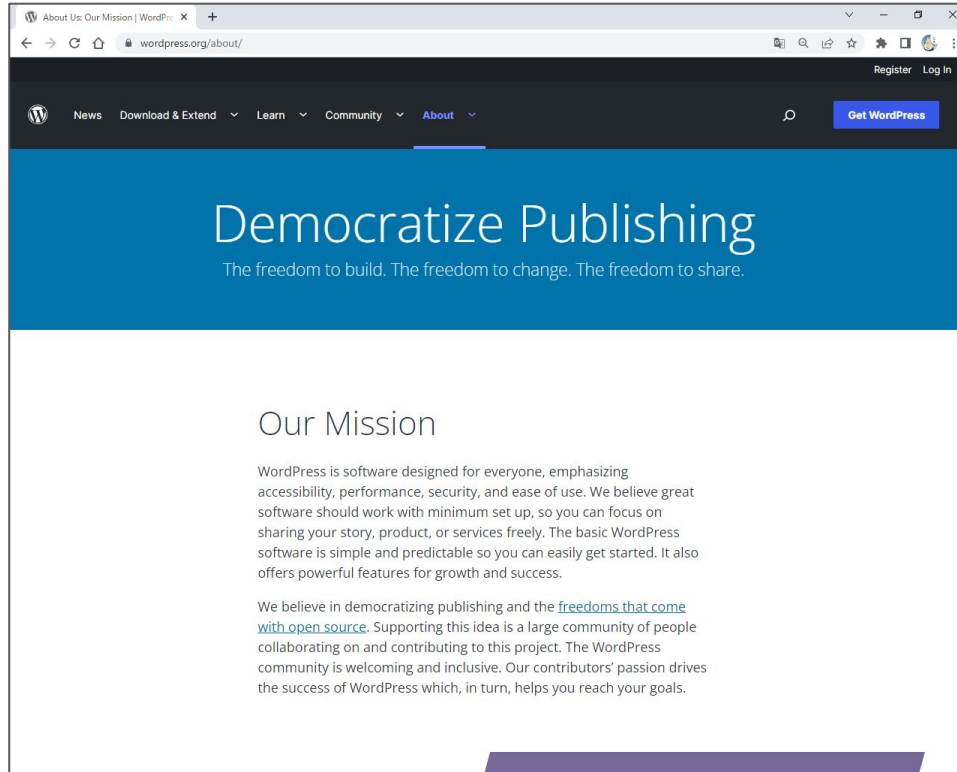 About Us: Our Mission | WordPre
wordpress.org/about/
Register Log In
News Download & Extend Learn Community About Get WordPress
Democratize Publishing
The freedom to build. The freedom to change. The freedom to share.
Our Mission
WordPress is software designed for everyone, emphasizing
accessibility, performance, security, and ease of use. We believe great
software should work with minimum set up, so you can focus on
sharing your story, product, or services freely. The basic WordPress
software is simple and predictable so you can easily get started. It also
offers powerful features for growth and success.
We believe in democratizing publishing and the freedoms that come
with open source. Supporting this idea is a large community of people
collaborating on and contributing to this project. The WordPress
community is welcoming and inclusive. Our contributors’ passion drives
the success of WordPress which, in turn, helps you reach your goals.